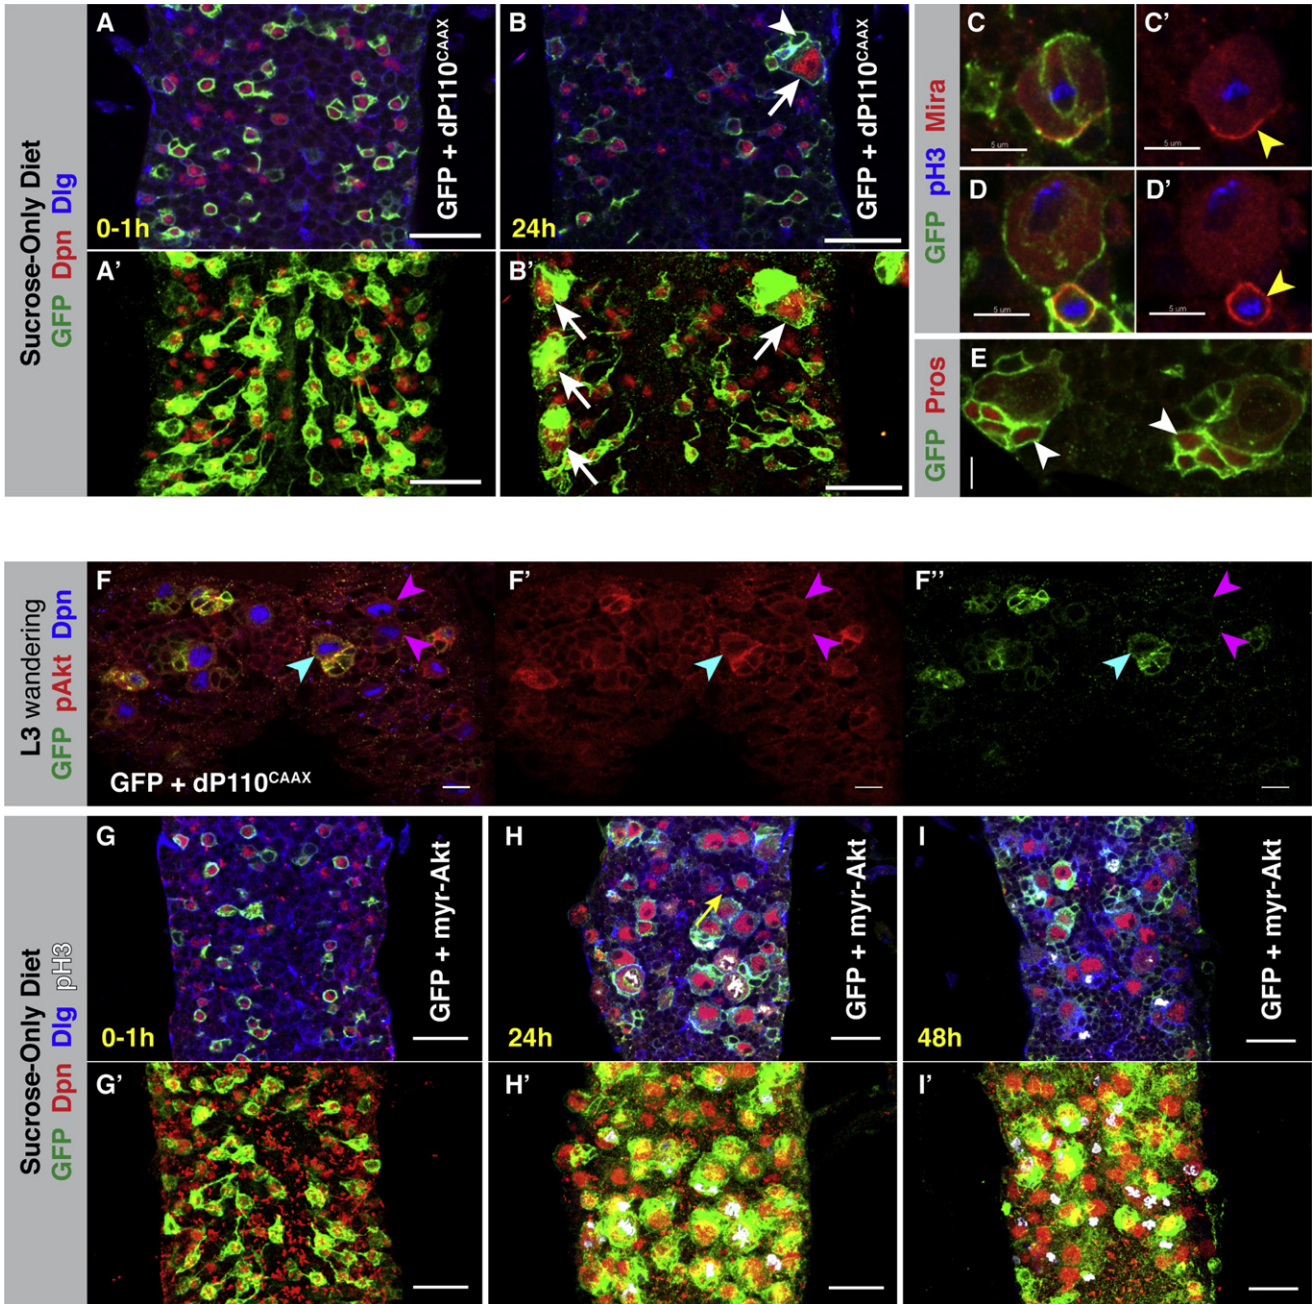 Sucrose-Only Diet
GFP Dpn Dlg
A
0-1h
GFP + dP110CAAX
B
24h
GFP + dP110CAAX
A'
B'
GFP pH3 Mira
C
5 um
C'
5 um
D
5 um
D'
5 um
GFP Pros
E
L3 wandering
GFP pAkt Dpn
F
GFP + dP110CAAX
F'
F''
Sucrose-Only Diet
GFP Dpn Dlg pH3
G
0-1h
GFP + myr-Akt
H
24h
GFP + myr-Akt
I
48h
GFP + myr-Akt
G'
H'
I'